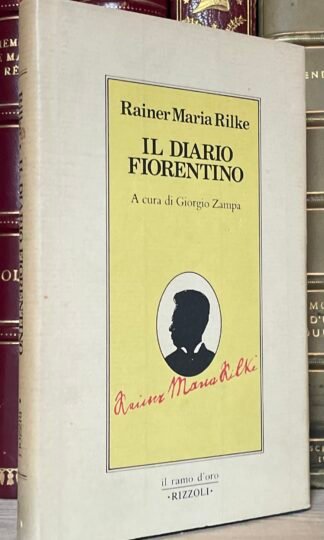 Rainer Maria Rilke
IL DIARIO
FIORENTINO
A cura di Giorgio Zampa
Rainer Maria Rilke
il ramo d'oro
·RIZZOLI·